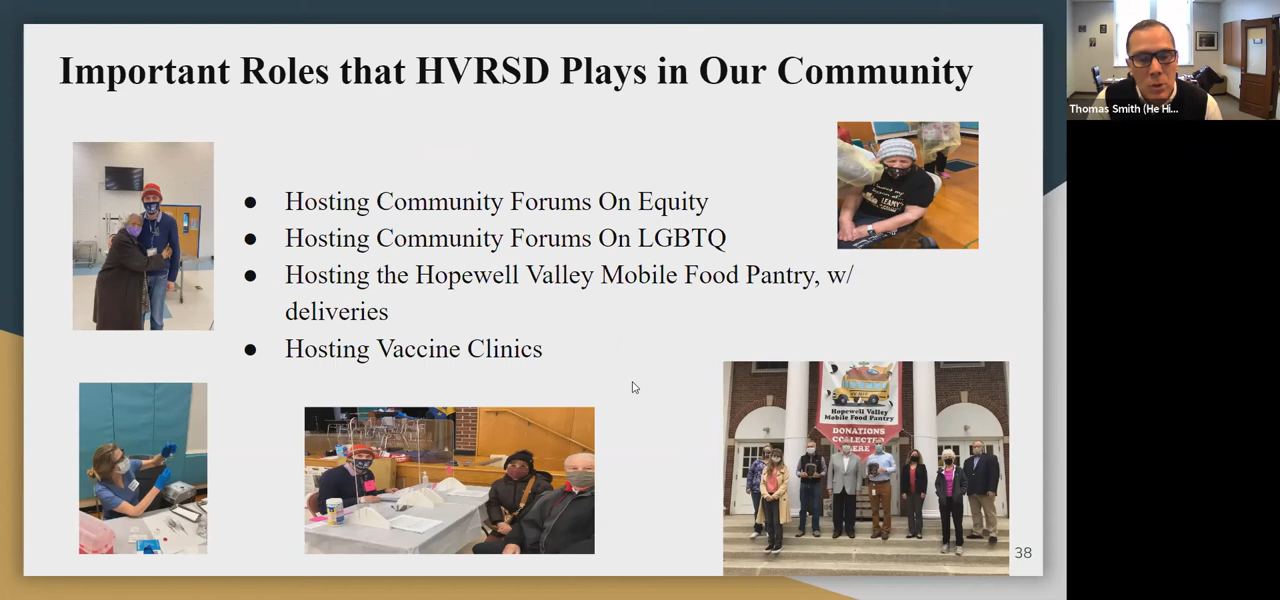 Important Roles that HVRSD Plays in Our Community
Thomas Smith (He Hi...
● Hosting Community Forums On Equity
● Hosting Community Forums On LGBTQ
● Hosting the Hopewell Valley Mobile Food Pantry, w/
deliveries
● Hosting Vaccine Clinics
Hopewell Valley
Mobile Food Pantry
DONATIONS
COLLECTED
HERE
38